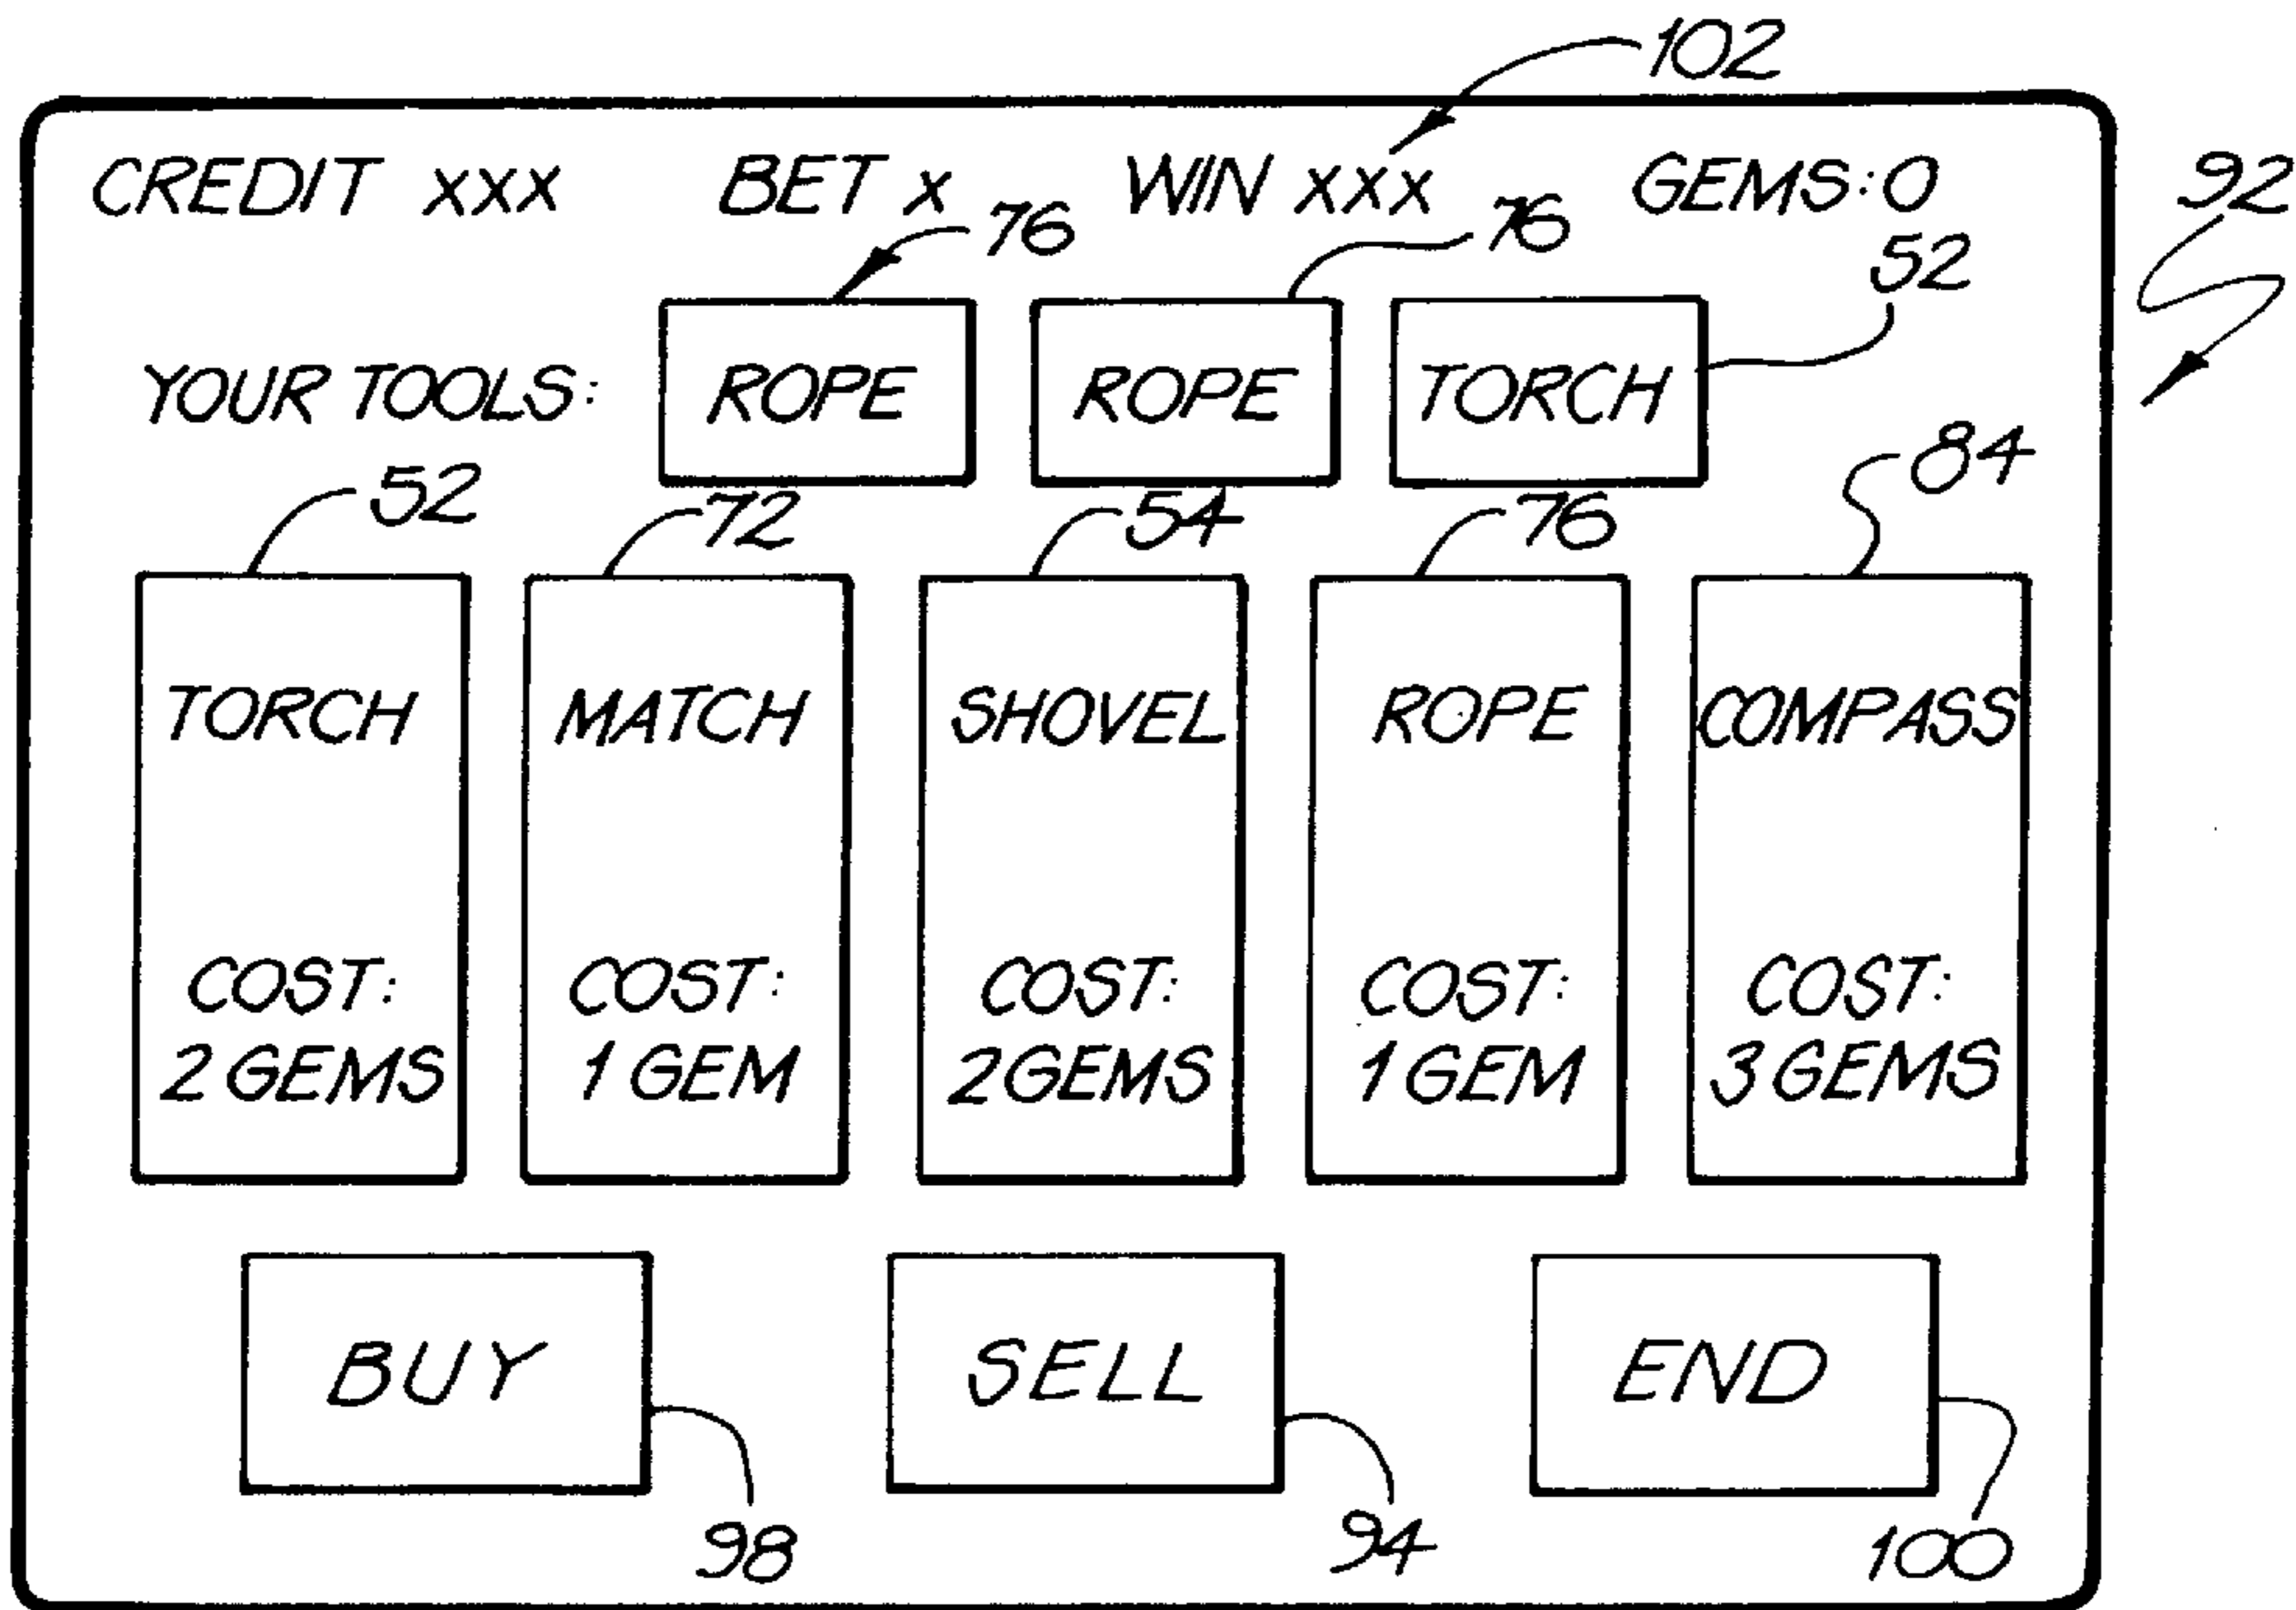 102
CREDIT xxx BET x WIN xxx GEMS: 0
92
76 76 52
YOUR TOOLS: ROPE ROPE TORCH
52 72 54 76 84
TORCH MATCH SHOVEL ROPE COMPASS
COST: COST: COST: COST: COST:
2 GEMS 1 GEM 2 GEMS 1 GEM 3 GEMS
BUY SELL END
98 94 100